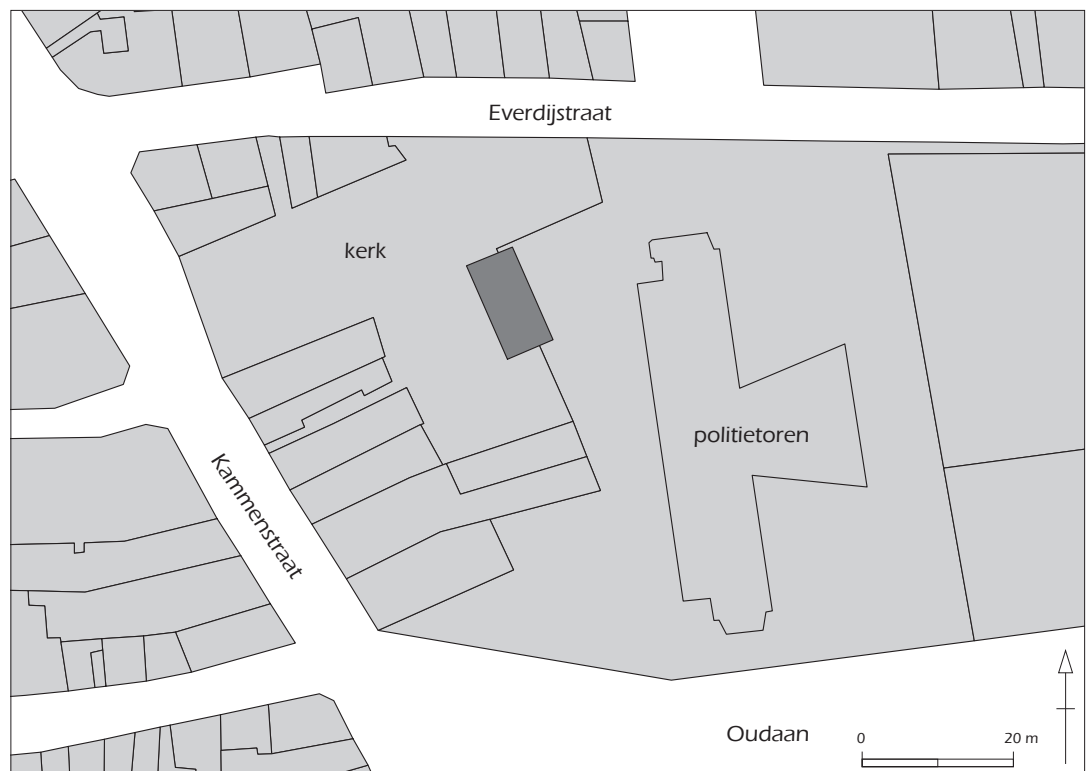 Everdijstraat
kerk
politietoren
Kammenstraat
Oudaan
0 20 m